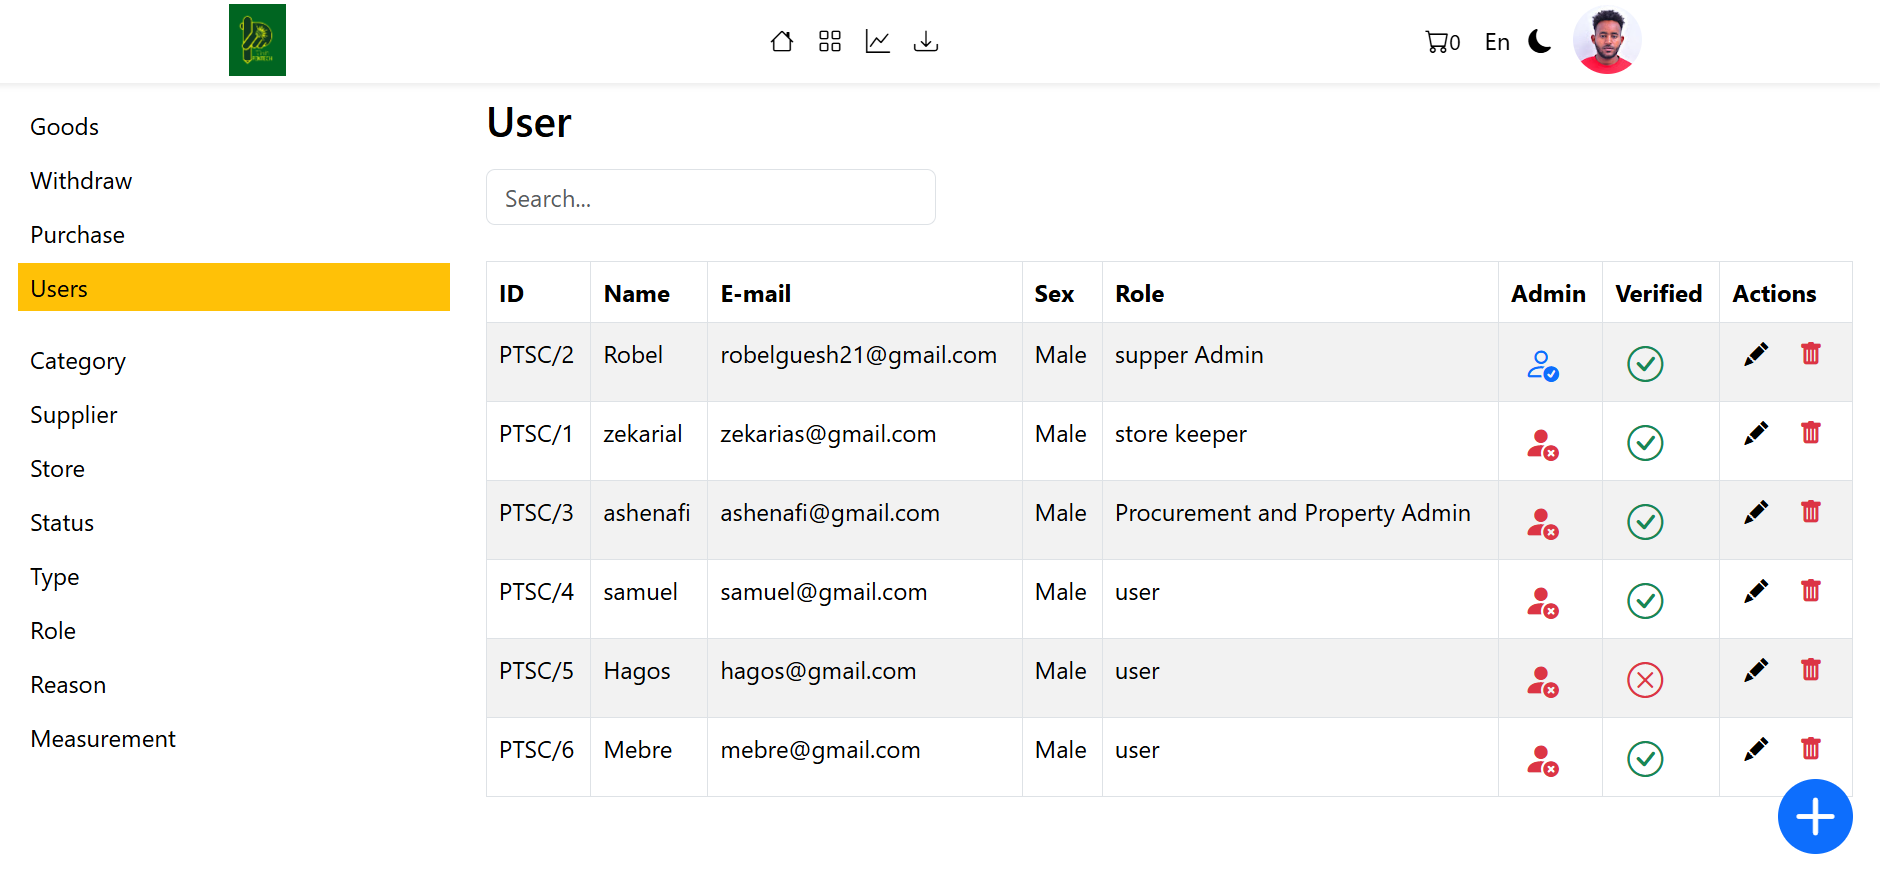 0 En
Goods
Withdraw
Purchase
Users
Category
Supplier
Store
Status
Type
Role
Reason
Measurement
User
Search...
ID Name E-mail Sex Role Admin Verified Actions
PTSC/2 Robel robelguesh21@gmail.com Male supper Admin
PTSC/1 zekarial zekarias@gmail.com Male store keeper
PTSC/3 ashenafi ashenafi@gmail.com Male Procurement and Property Admin
PTSC/4 samuel samuel@gmail.com Male user
PTSC/5 Hagos hagos@gmail.com Male user
PTSC/6 Mebre mebre@gmail.com Male user